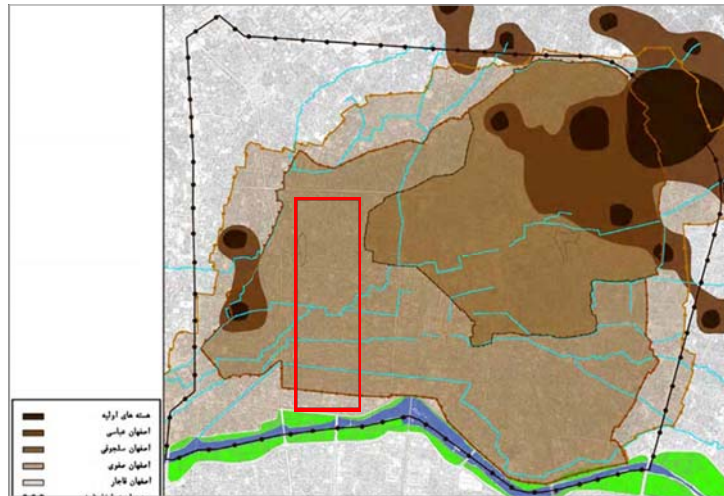 هسته های اولیه
اصفهان عباسی
اصفهان سلجوقی
اصفهان صفوی
اصفهان قاجار